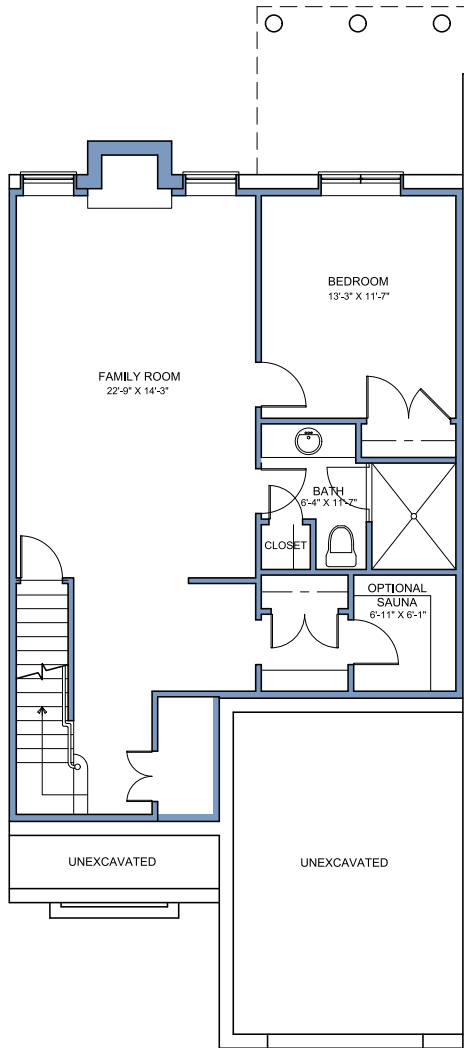 BEDROOM
13'-3" X 11'-7"
FAMILY ROOM
22'-9" X 14'-3"
BATH
6'-4" X 11'-7"
CLOSET
OPTIONAL
SAUNA
6'-11" X 6'-1"
UNEXCAVATED
UNEXCAVATED